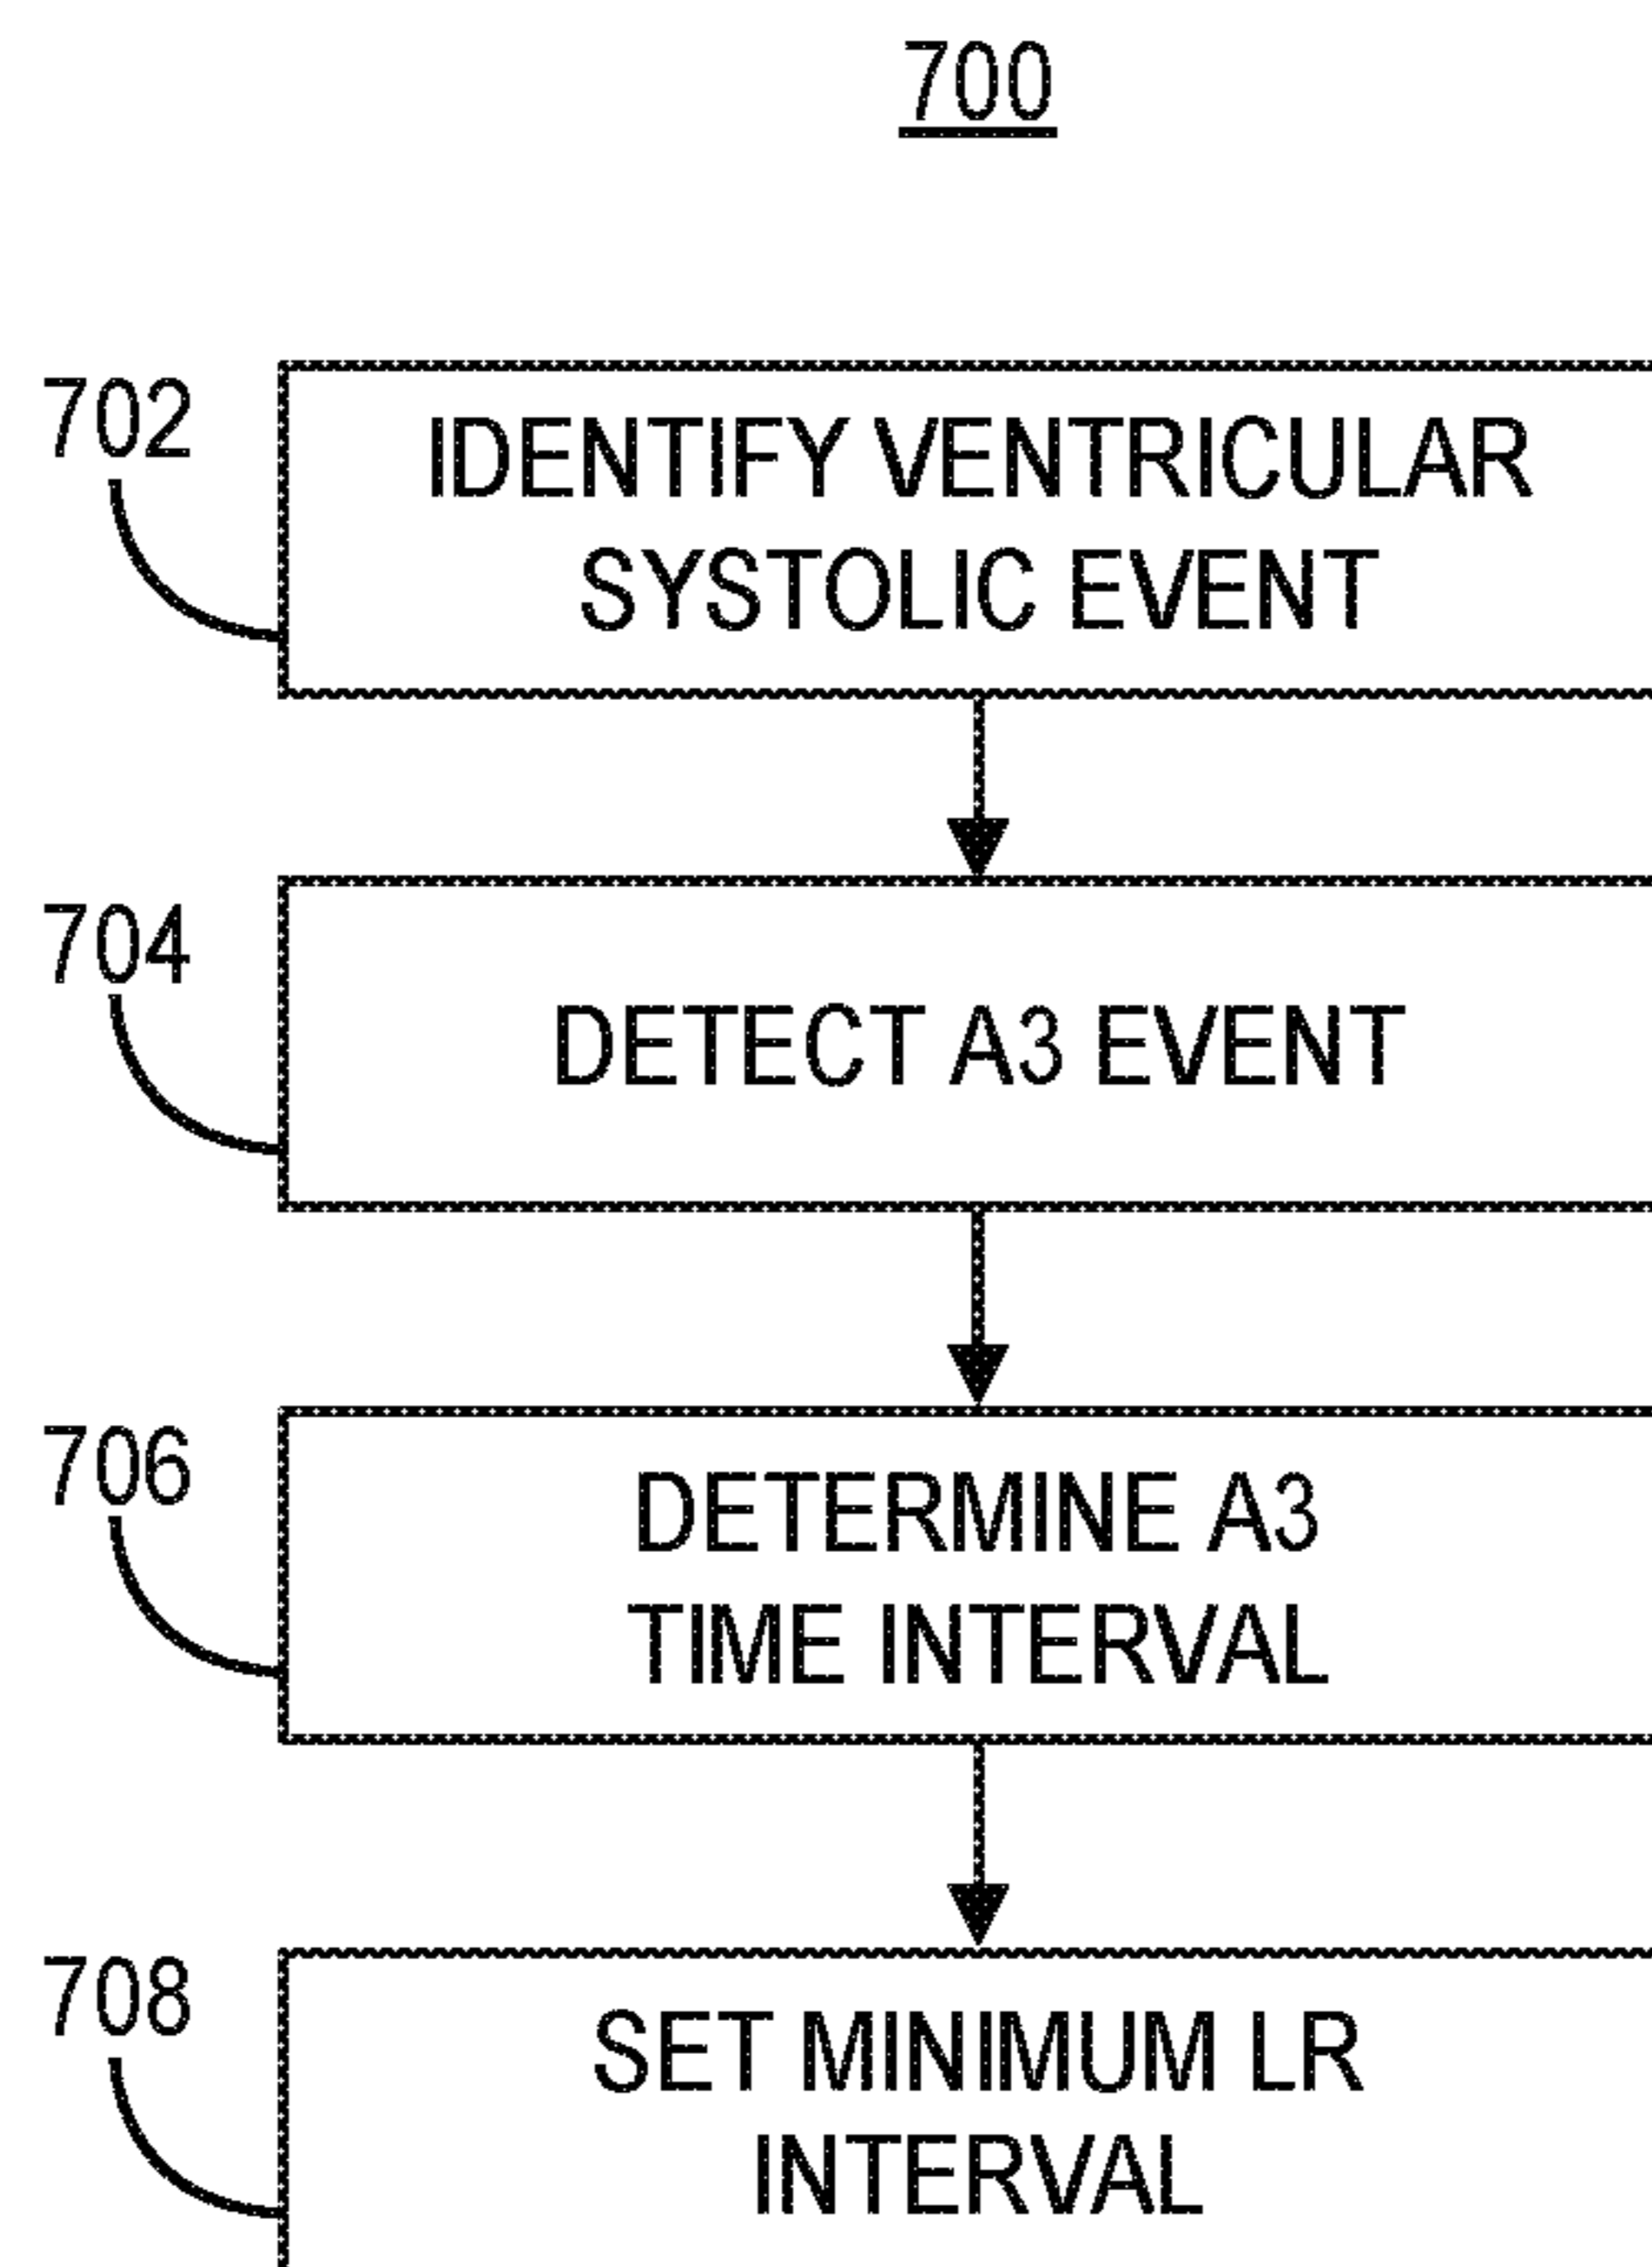 700
702
IDENTIFY VENTRICULAR
SYSTOLIC EVENT
704
DETECT A3 EVENT
706
DETERMINE A3
TIME INTERVAL
708
SET MINIMUM LR
INTERVAL